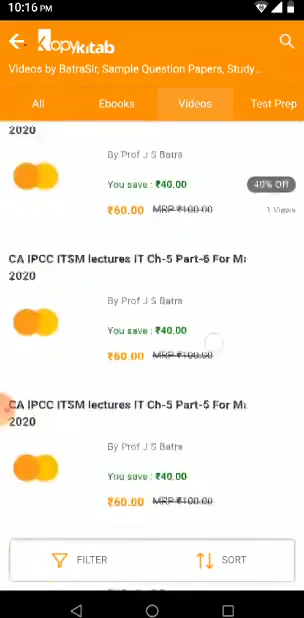 10:16 PM
Kopykitab
Videos by BatraSir, Sample Question Papers, Study...
All Ebooks Videos Test Prep
2020
By Prof J S Batra
You save : ₹40.00 40% Off
₹60.00 MRP ₹100.00 1 Views
CA IPCC ITSM lectures IT Ch-5 Part-6 For Ma
2020
By Prof J S Batra
You save : ₹40.00
₹60.00 MRP ₹100.00
CA IPCC ITSM lectures IT Ch-5 Part-5 For Ma
2020
By Prof J S Batra
You save : ₹40.00
₹60.00 MRP ₹100.00
FILTER SORT